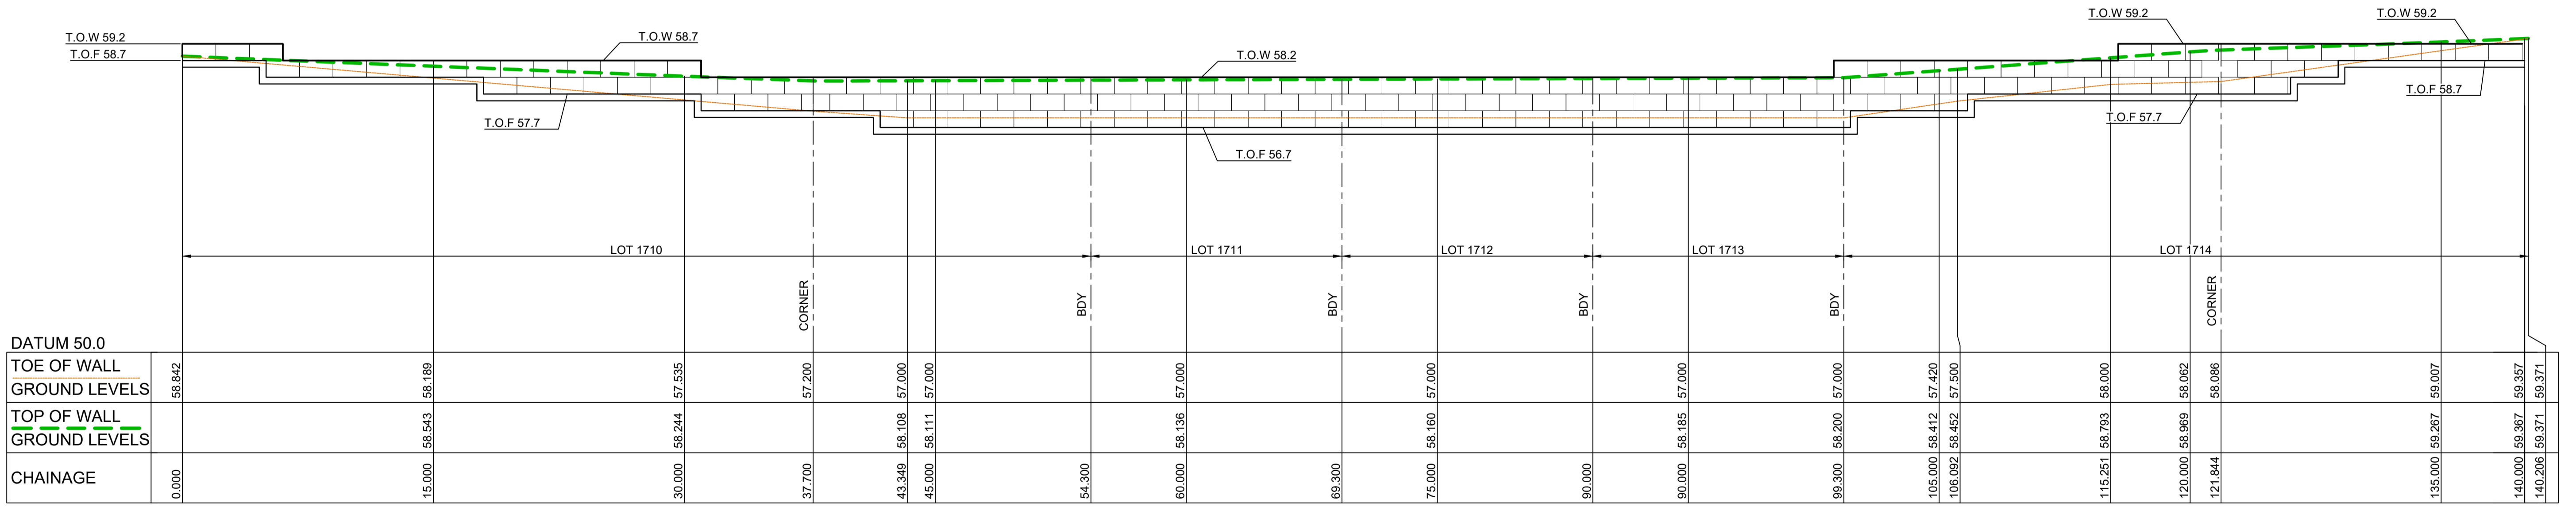 T.O.W 59.2
T.O.F 58.7
T.O.W 58.7
T.O.F 57.7
T.O.W 58.2
T.O.F 56.7
T.O.W 59.2
T.O.F 57.7
T.O.W 59.2
T.O.F 58.7
LOT 1710
LOT 1711
LOT 1712
LOT 1713
LOT 1714
CORNER
BDY
BDY
BDY
BDY
CORNER
DATUM 50.0
TOE OF WALL
GROUND LEVELS
58.842 58.189 57.535 57.200 57.000 57.000 57.000 57.000 57.000 57.000 57.420 57.500 58.000 58.062 58.086 59.007 59.357 59.371
TOP OF WALL
GROUND LEVELS
58.543 58.244 58.108 58.111 58.136 58.160 58.185 58.200 58.412 58.452 58.793 58.969 59.267 59.367 59.371
CHAINAGE
0.000 15.000 30.000 37.700 43.349 45.000 54.300 60.000 69.300 75.000 90.000 90.000 99.300 105.000 106.092 115.251 120.000 121.844 135.000 140.000 140.206